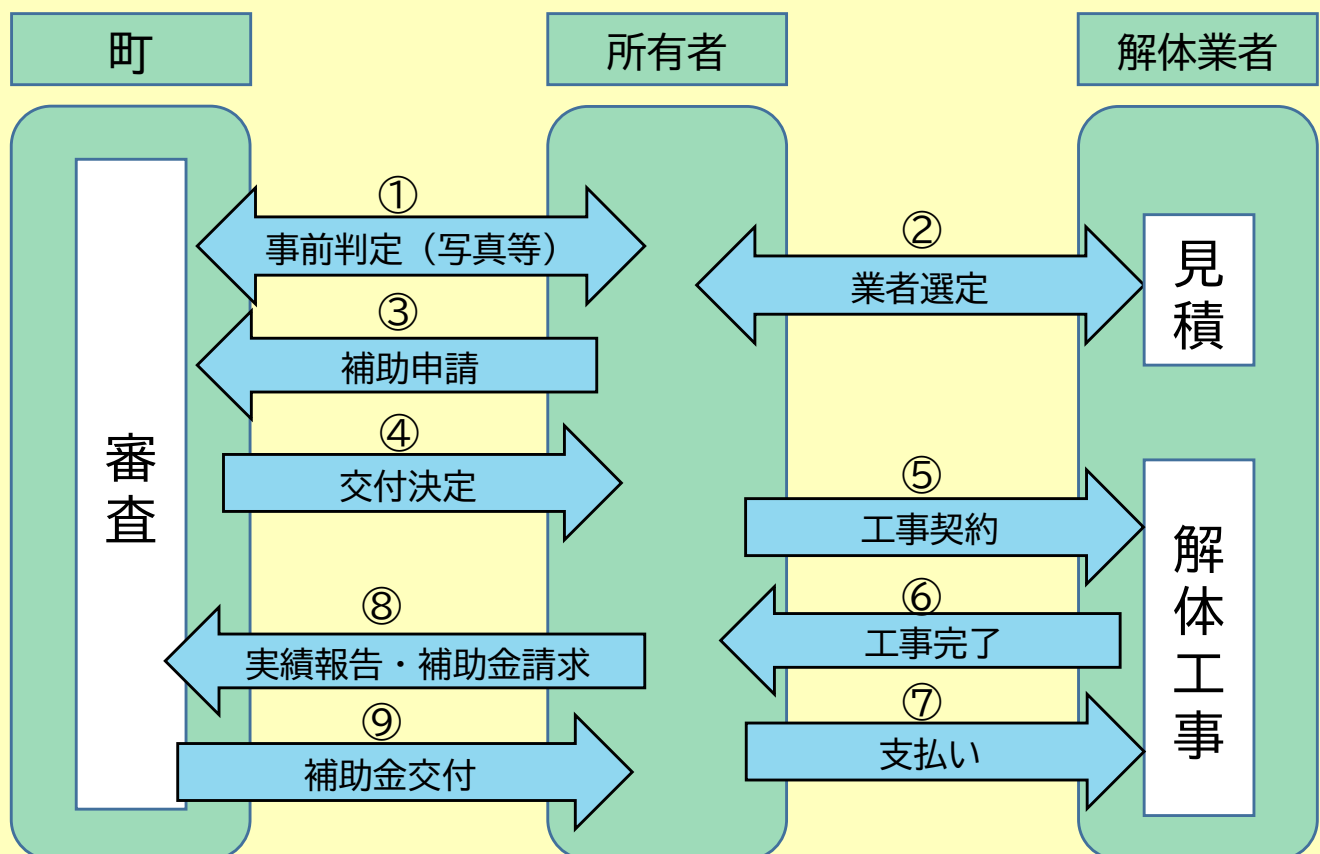 町
所有者
解体業者
①
事前判定（写真等）
②
業者選定
見積
③
補助申請
審査
④
交付決定
⑤
工事契約
解体工事
⑥
工事完了
⑦
支払い
⑧
実績報告・補助金請求
⑨
補助金交付